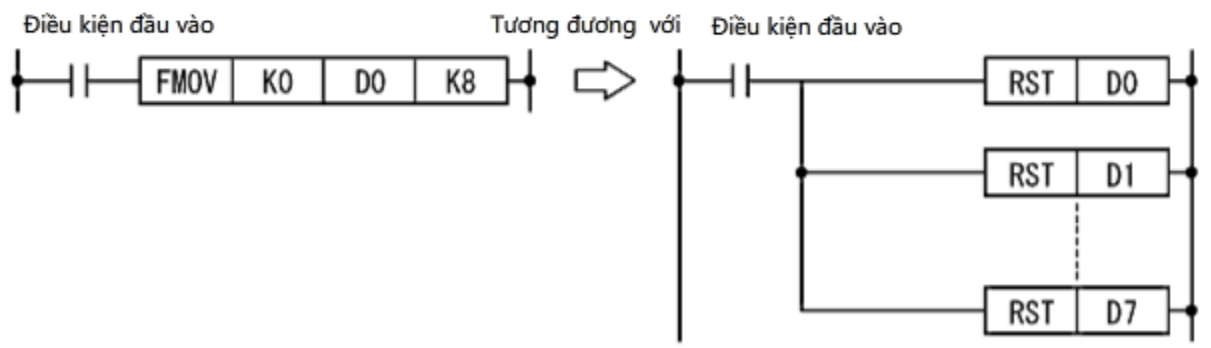 Điều kiện đầu vào Tương đương với Điều kiện đầu vào
FMOV K0 D0 K8 RST D0
RST D1
RST D7